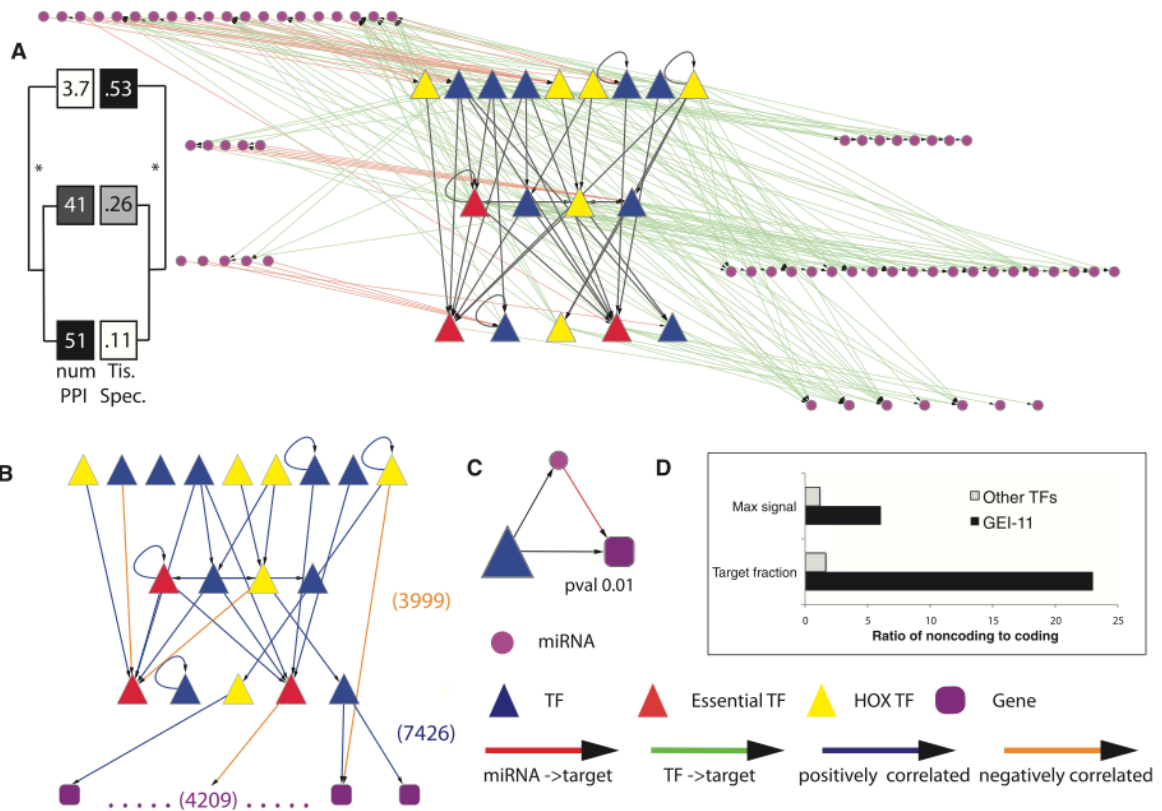 A
3.7 .53
* *
41 .26
51 .11
num Tis.
PPI Spec.
B
(3999)
(7426)
(4209)
C
pval 0.01
D
Other TFs
GEI-11
Max signal
Target fraction
0 5 10 15 20 25
Ratio of noncoding to coding
miRNA
TF Essential TF HOX TF Gene
miRNA ->target TF ->target positively correlated negatively correlated